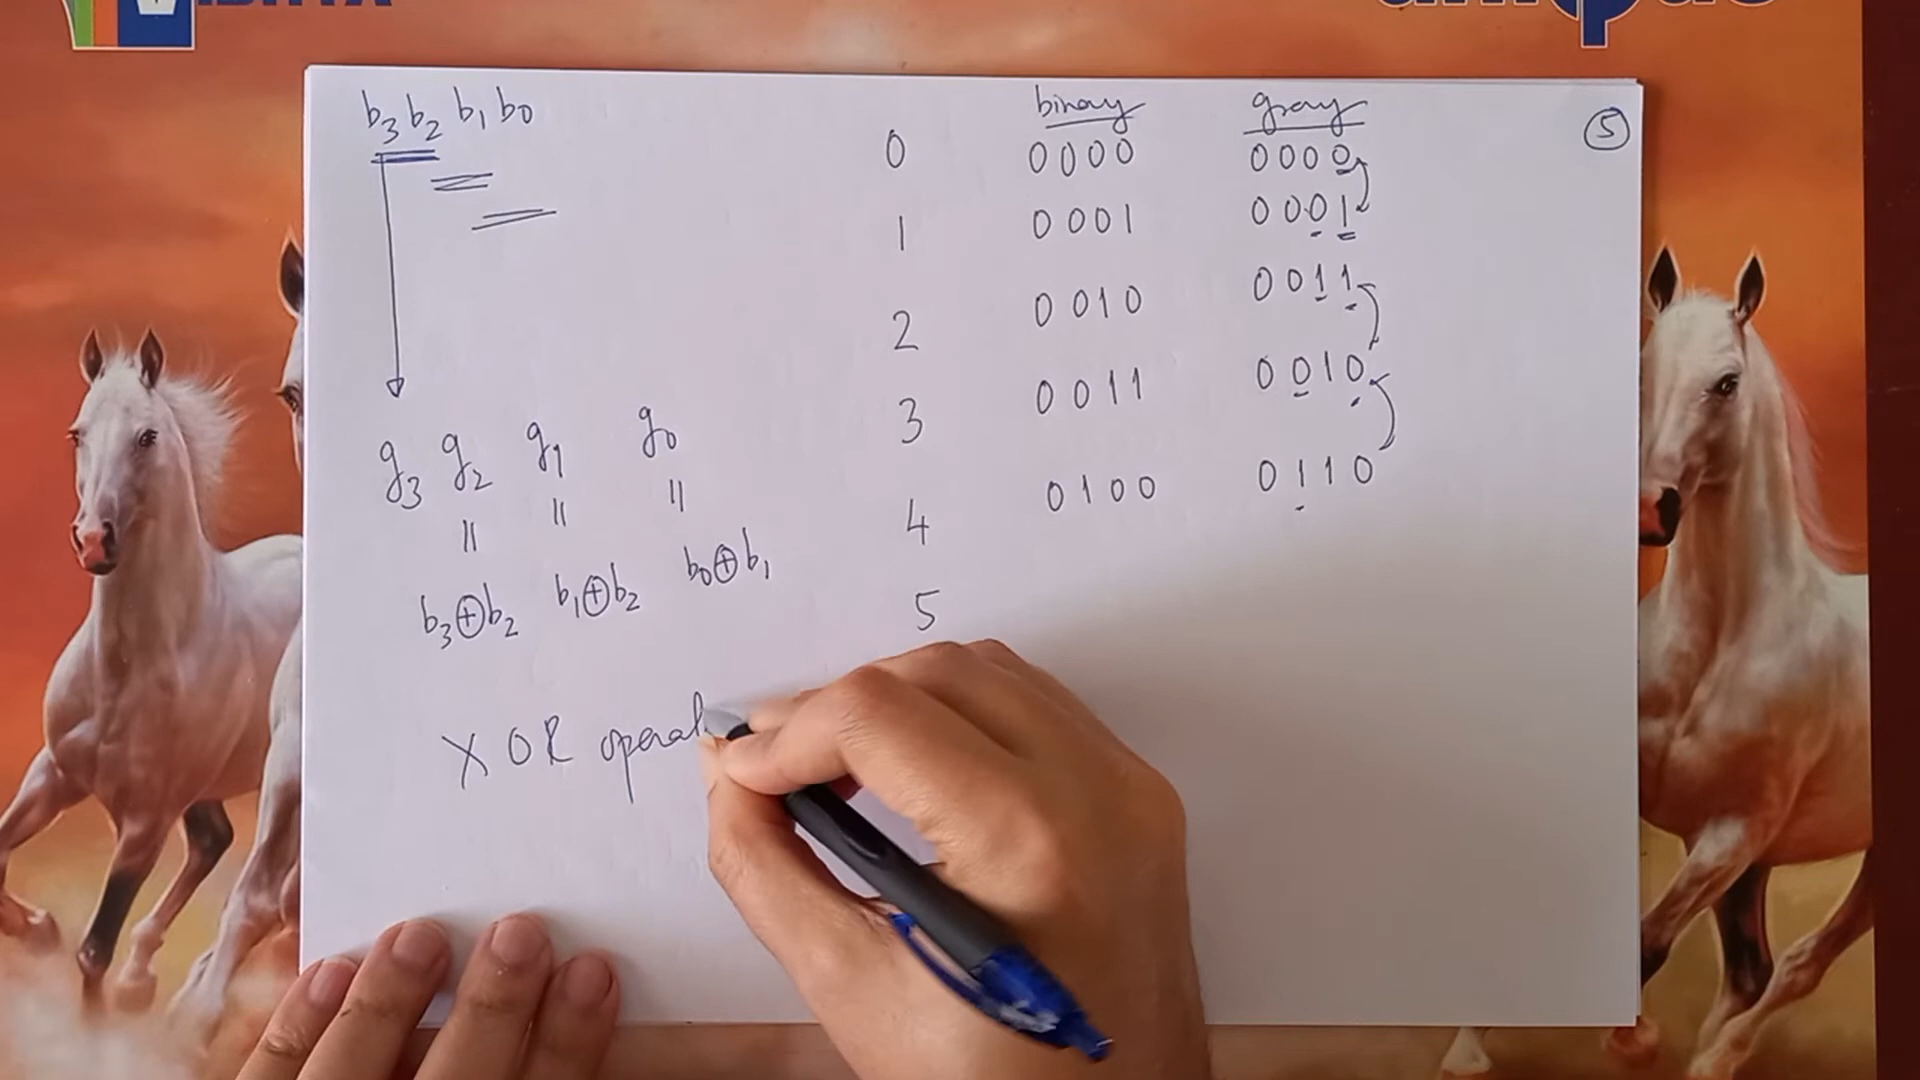 b3 b2 b1 b0
binary gray
5
0 0000 0000
1 0001 0001
2 0010 0011
3 0011 0010
4 0100 0110
5
g3 g2 g1 g0
= = =
b3⊕b2 b1⊕b2 b0⊕b1
XOR operat